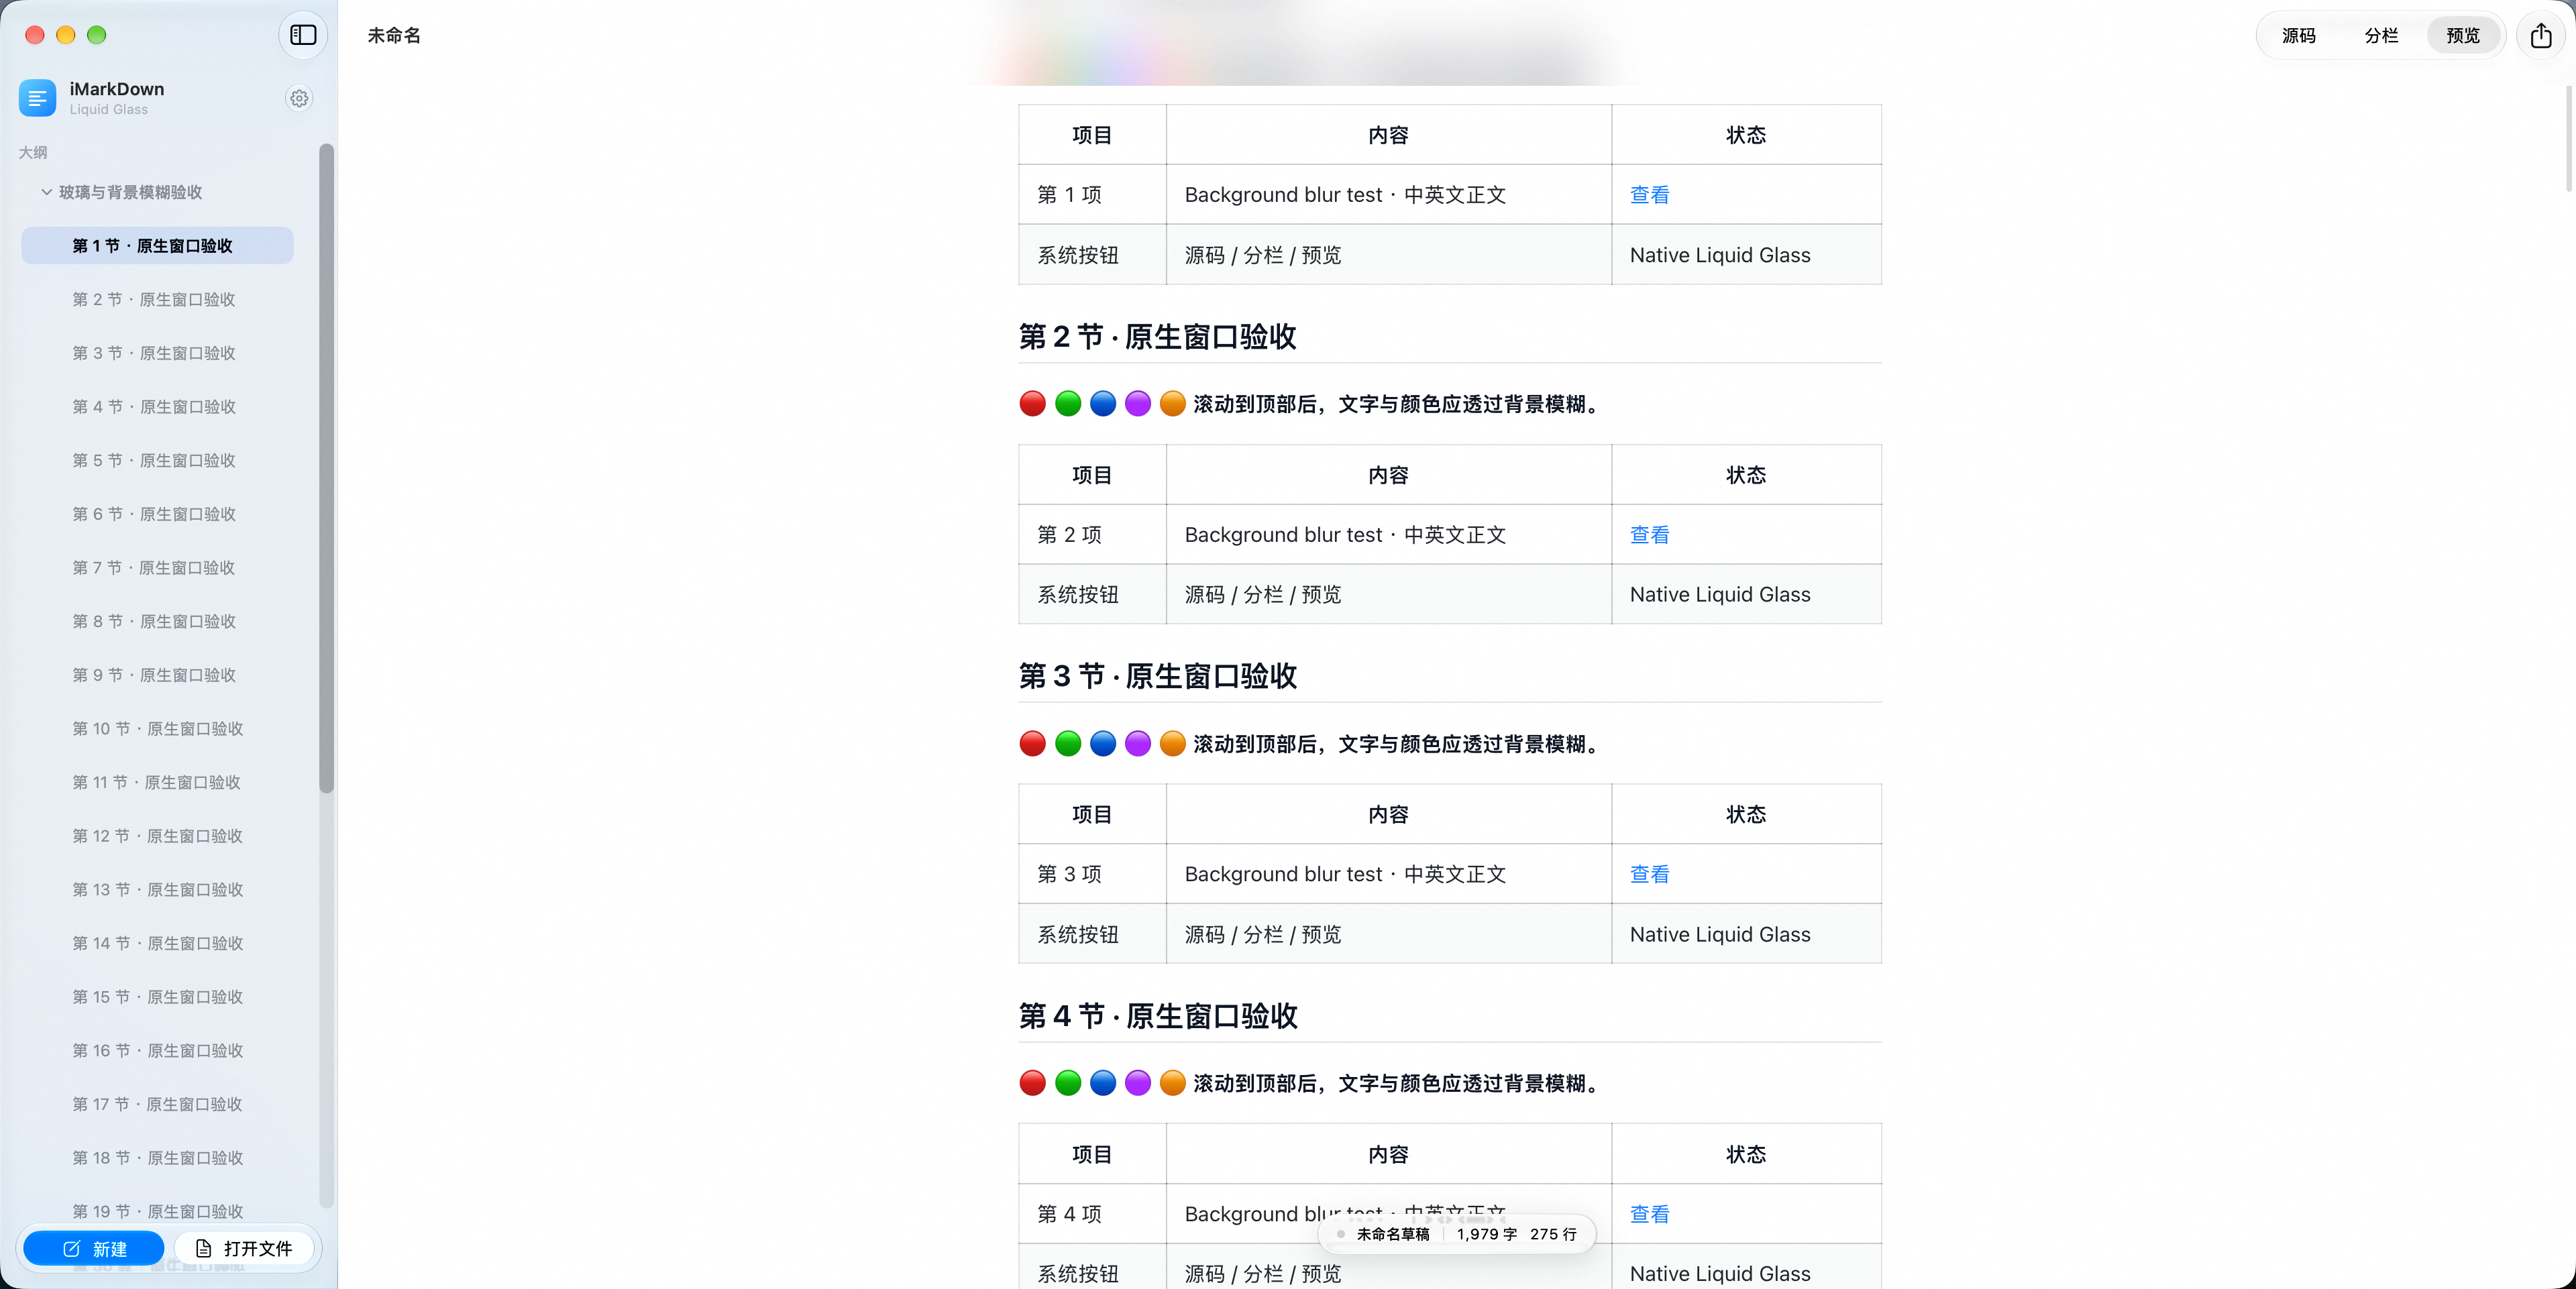 未命名
源码 分栏 预览
iMarkDown
Liquid Glass
大纲
玻璃与背景模糊验收
第 1 节 · 原生窗口验收
第 2 节 · 原生窗口验收
第 3 节 · 原生窗口验收
第 4 节 · 原生窗口验收
第 5 节 · 原生窗口验收
第 6 节 · 原生窗口验收
第 7 节 · 原生窗口验收
第 8 节 · 原生窗口验收
第 9 节 · 原生窗口验收
第 10 节 · 原生窗口验收
第 11 节 · 原生窗口验收
第 12 节 · 原生窗口验收
第 13 节 · 原生窗口验收
第 14 节 · 原生窗口验收
第 15 节 · 原生窗口验收
第 16 节 · 原生窗口验收
第 17 节 · 原生窗口验收
第 18 节 · 原生窗口验收
第 19 节 · 原生窗口验收
新建 打开文件
项目 内容 状态
第 1 项 Background blur test · 中英文正文 查看
系统按钮 源码 / 分栏 / 预览 Native Liquid Glass
第 2 节 · 原生窗口验收
滚动到顶部后，文字与颜色应透过背景模糊。
项目 内容 状态
第 2 项 Background blur test · 中英文正文 查看
系统按钮 源码 / 分栏 / 预览 Native Liquid Glass
第 3 节 · 原生窗口验收
滚动到顶部后，文字与颜色应透过背景模糊。
项目 内容 状态
第 3 项 Background blur test · 中英文正文 查看
系统按钮 源码 / 分栏 / 预览 Native Liquid Glass
第 4 节 · 原生窗口验收
滚动到顶部后，文字与颜色应透过背景模糊。
项目 内容 状态
第 4 项 Background blur test · 中英文正文 查看
未命名草稿 1,979 字 275 行
系统按钮 源码 / 分栏 / 预览 Native Liquid Glass